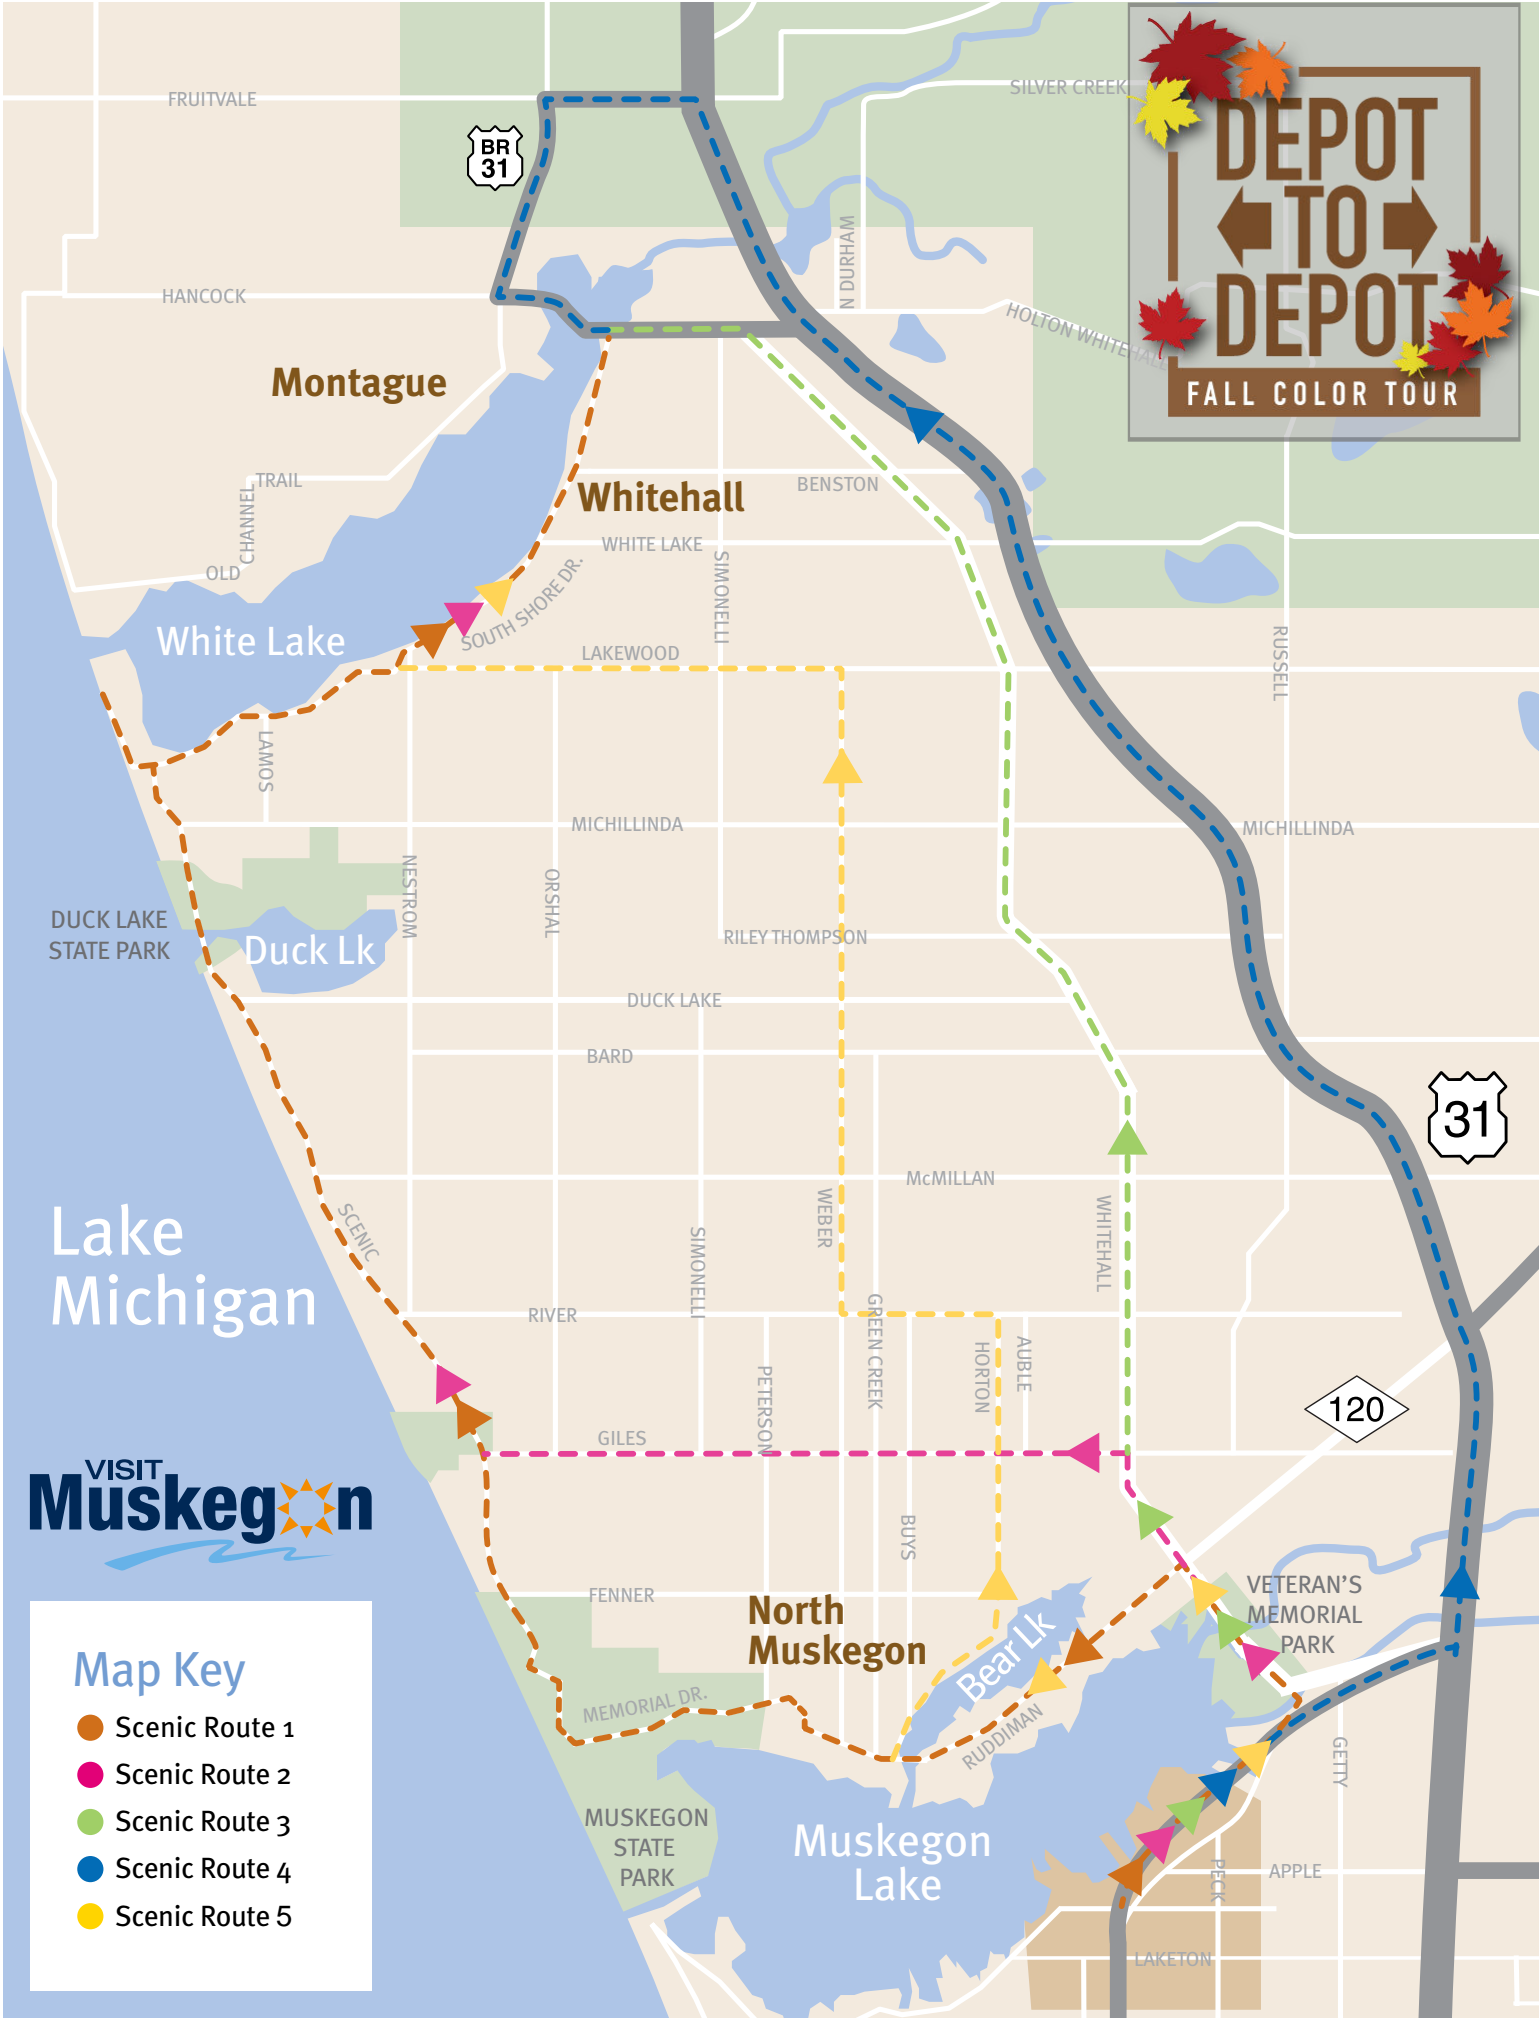 FRUITVALE
BR
31
SILVER CREEK
DEPOT
TO
DEPOT
FALL COLOR TOUR
N DURHAM
HANCOCK
HOLTON WHITEHALL
Montague
TRAIL
CHANNEL
OLD
Whitehall
BENSTON
WHITE LAKE
SIMONELLI
SOUTH SHORE DR.
White Lake
LAKEWOOD
RUSSELL
LAMOS
MICHILLINDA
MICHILLINDA
NESTROM
ORSHAL
DUCK LAKE
STATE PARK
Duck Lk
RILEY THOMPSON
DUCK LAKE
BARD
31
McMILLAN
WEBER
WHITEHALL
SCENIC
Lake
Michigan
SIMONELLI
RIVER
GREEN CREEK
HORTON
AUBLE
PETERSON
120
GILES
VISIT
Muskegon
BUYS
FENNER
North
Muskegon
Bear Lk
VETERAN'S
MEMORIAL
PARK
MEMORIAL DR.
RUDDIMAN
GETTY
Map Key
Scenic Route 1
Scenic Route 2
Scenic Route 3
Scenic Route 4
Scenic Route 5
MUSKEGON
STATE
PARK
Muskegon
Lake
PECK
APPLE
LAKETON